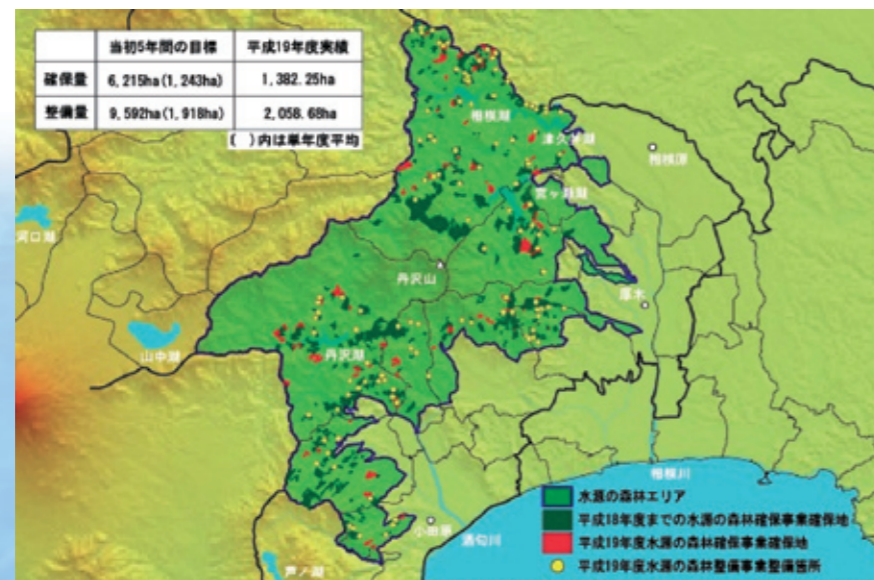 当初5年間の目標 平成19年度実績
確保量 6,215ha(1,243ha) 1,382.25ha
整備量 9,592ha(1,918ha) 2,058.68ha
( )内は単年度平均
相模湖
津久井湖
相模原
宮ヶ瀬湖
河口湖
丹沢山
厚木
山中湖
丹沢湖
相模川
小田原
酒匂川
芦ノ湖
水源の森林エリア
平成18年度までの水源の森林確保事業確保地
平成19年度水源の森林確保事業確保地
平成19年度水源の森林整備事業整備箇所